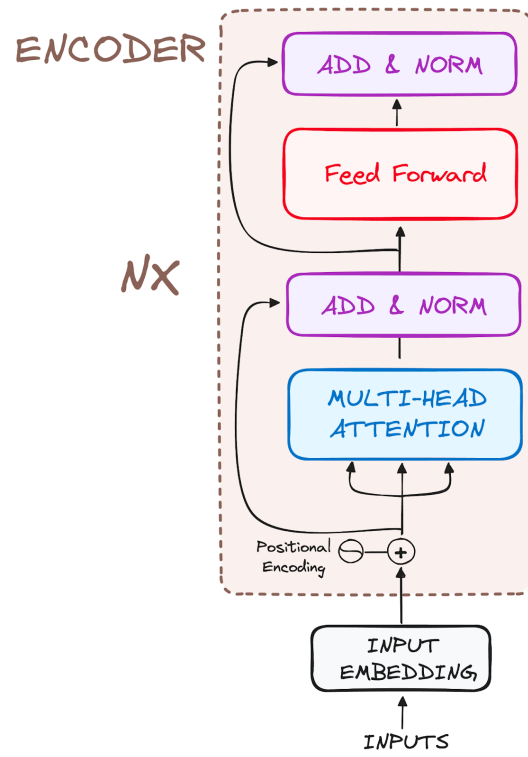 ENCODER
ADD & NORM
Feed Forward
NX
ADD & NORM
MULTI-HEAD
ATTENTION
Positional
Encoding
+
INPUT
EMBEDDING
INPUTS